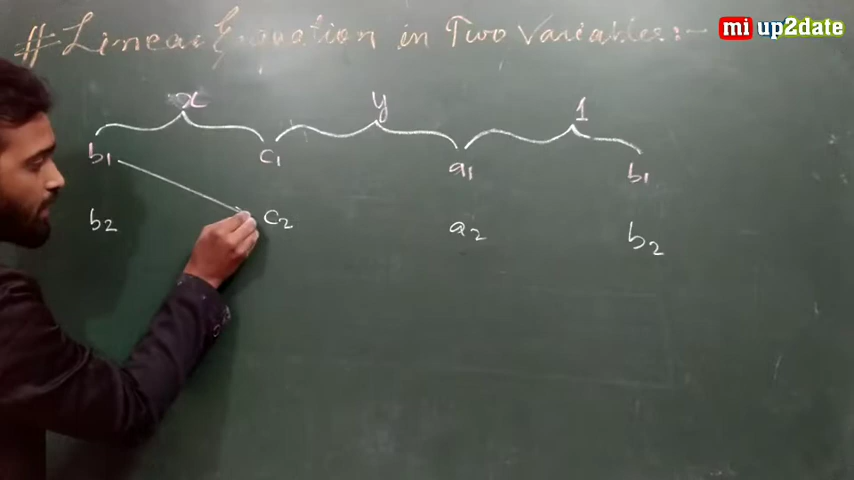 mi up2date
# Linear Equation in Two Variables :-
x y 1
b1 c1 a1 b1
b2 c2 a2 b2